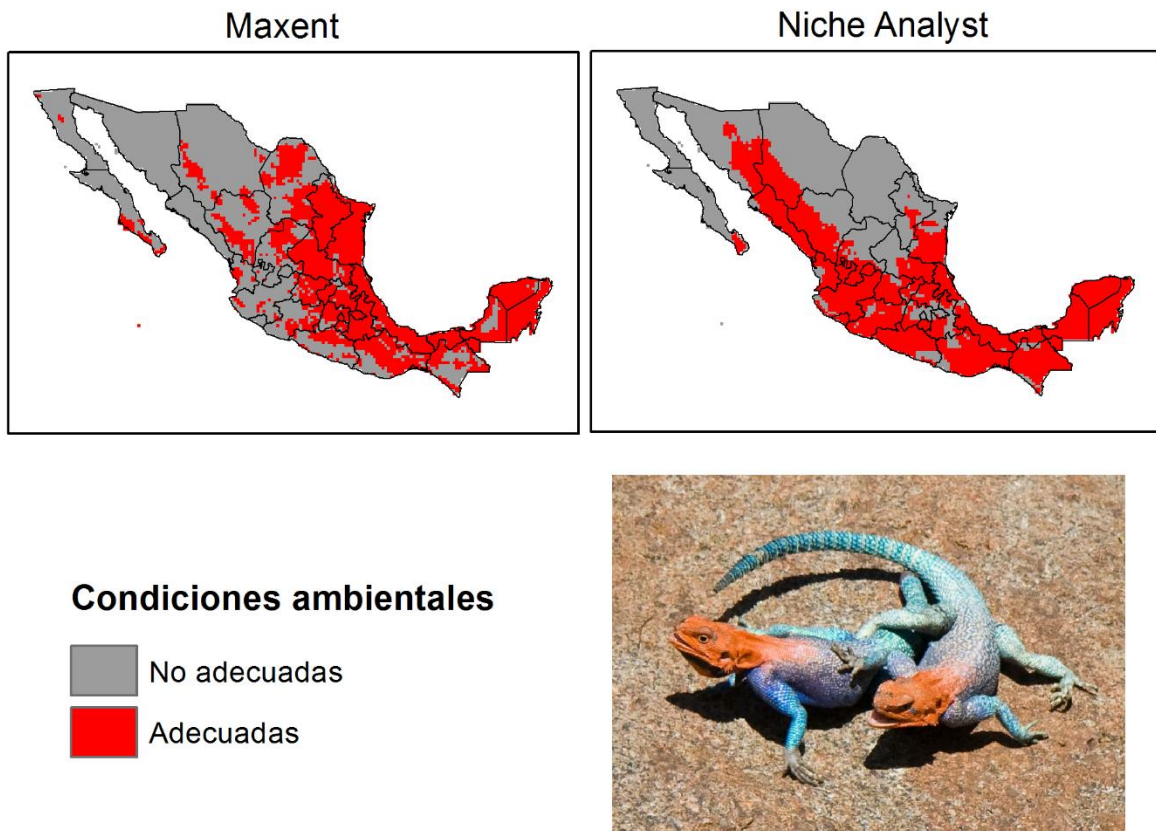 Maxent
Niche Analyst
Condiciones ambientales
No adecuadas
Adecuadas